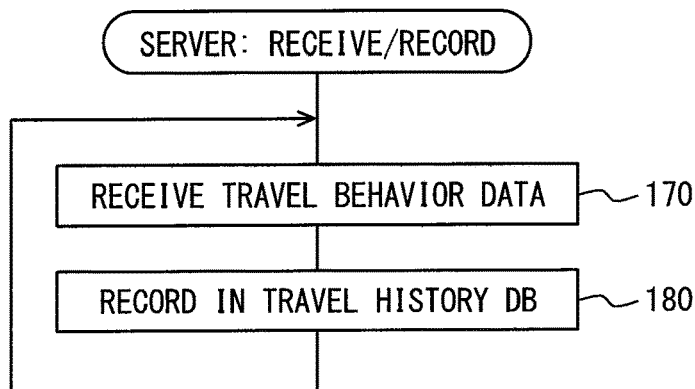 SERVER: RECEIVE/RECORD
RECEIVE TRAVEL BEHAVIOR DATA 170
RECORD IN TRAVEL HISTORY DB 180